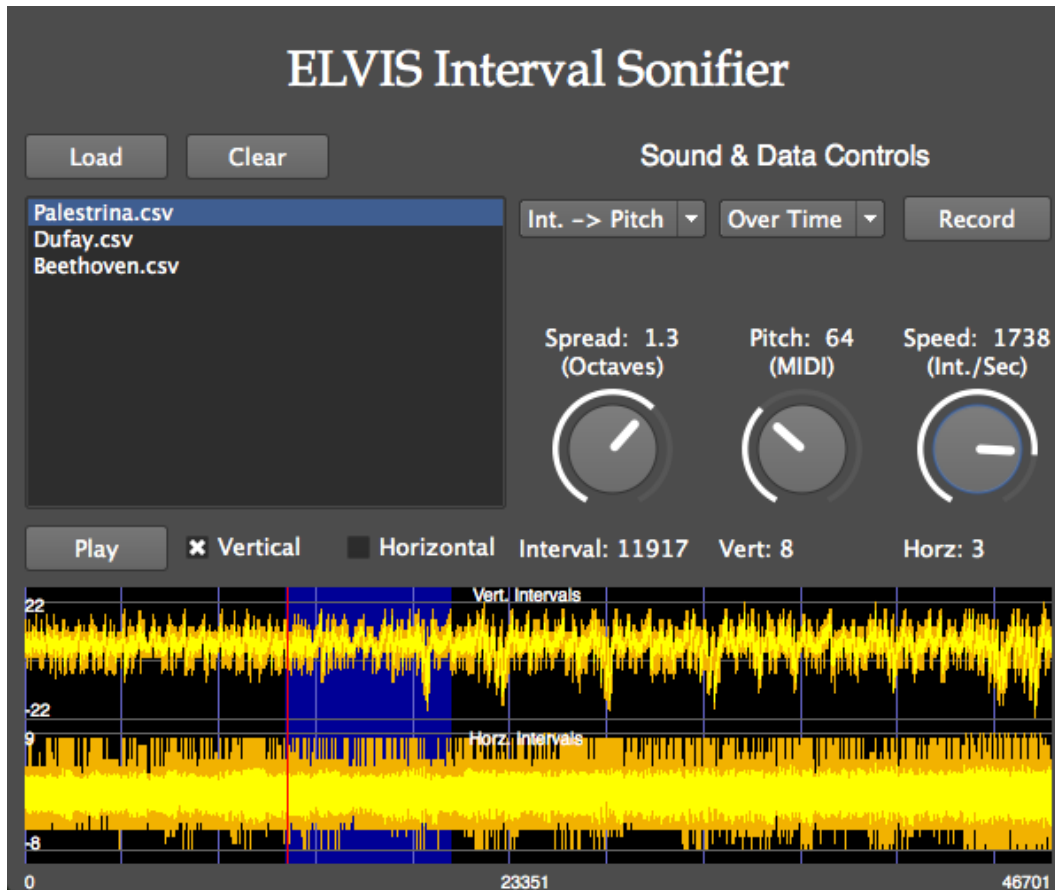 ELVIS Interval Sonifier
Load
Clear
Sound & Data Controls
Palestrina.csv
Dufay.csv
Beethoven.csv
Int. -> Pitch
Over Time
Record
Spread: 1.3
(Octaves)
Pitch: 64
(MIDI)
Speed: 1738
(Int./Sec)
Play
Vertical
Horizontal
Interval: 11917
Vert: 8
Horz: 3
Vert. Intervals
22
-22
9
Horz. Intervals
-8
0
23351
46701